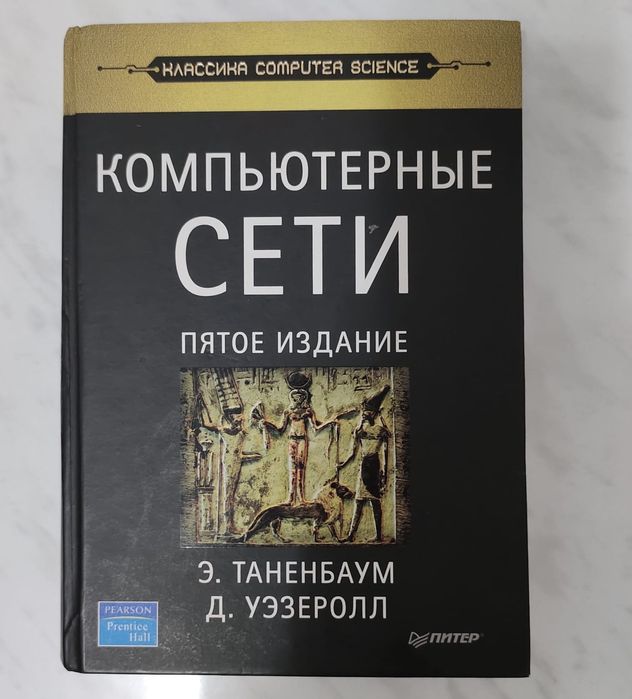 КЛАССИКА COMPUTER SCIENCE
КОМПЬЮТЕРНЫЕ
СЕТИ
ПЯТОЕ ИЗДАНИЕ
Э. ТАНЕНБАУМ
Д. УЭЗЕРОЛЛ
PEARSON
Prentice
Hall
ПИТЕР